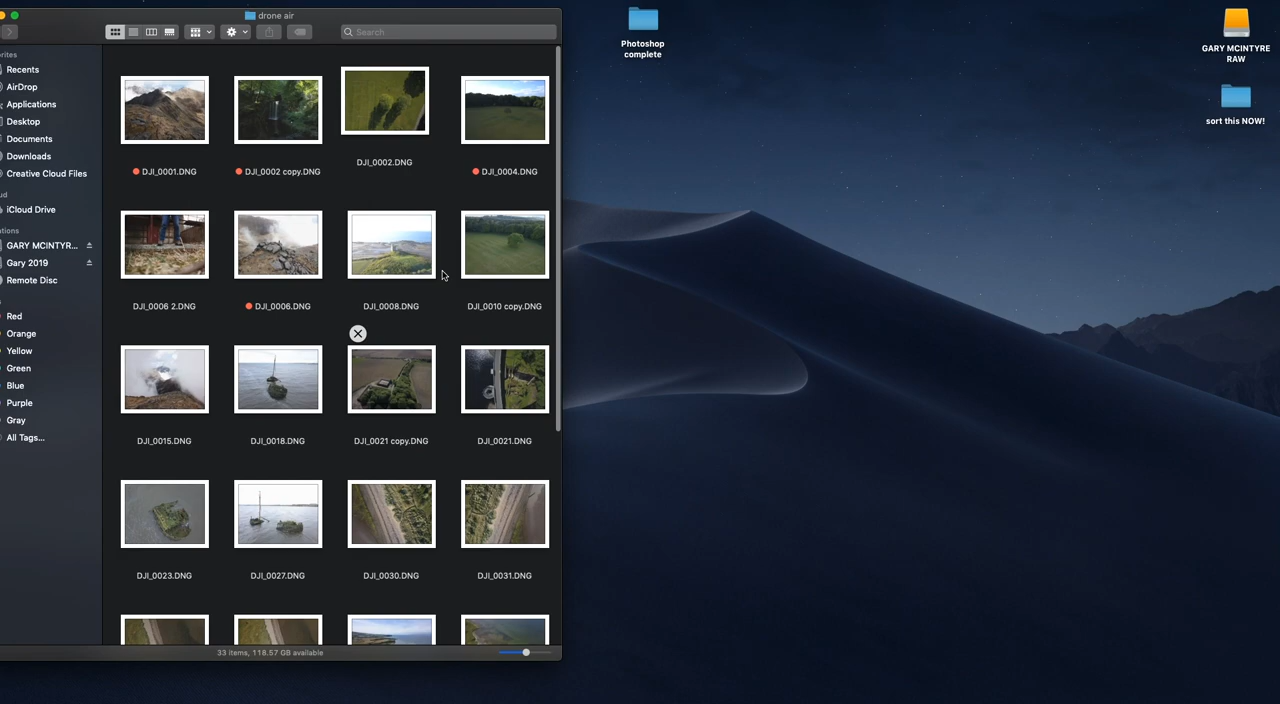 drone air
Search
rites
Recents
AirDrop
Applications
Desktop
Documents
Downloads
Creative Cloud Files
ud
iCloud Drive
ations
GARY MCINTYR...
Gary 2019
Remote Disc
s
Red
Orange
Yellow
Green
Blue
Purple
Gray
All Tags...
DJI_0001.DNG
DJI_0002 copy.DNG
DJI_0002.DNG
DJI_0004.DNG
DJI_0006 2.DNG
DJI_0006.DNG
DJI_0008.DNG
DJI_0010 copy.DNG
DJI_0015.DNG
DJI_0018.DNG
DJI_0021 copy.DNG
DJI_0021.DNG
DJI_0023.DNG
DJI_0027.DNG
DJI_0030.DNG
DJI_0031.DNG
33 items, 118.57 GB available
Photoshop
complete
GARY MCINTYRE
RAW
sort this NOW!